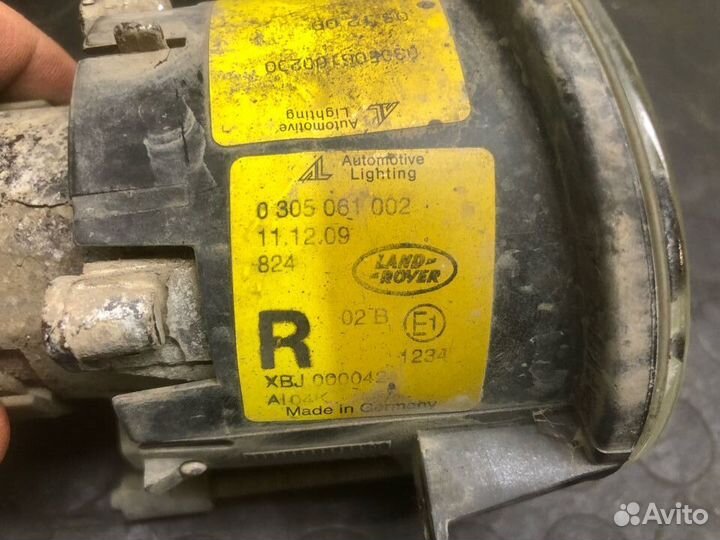 Automotive
Lighting
Automotive
Lighting
0 305 061 002
11.12.09
824
LAND-
-ROVER
R
02 B
E1
1234
XBJ
Made in Germany
Avito